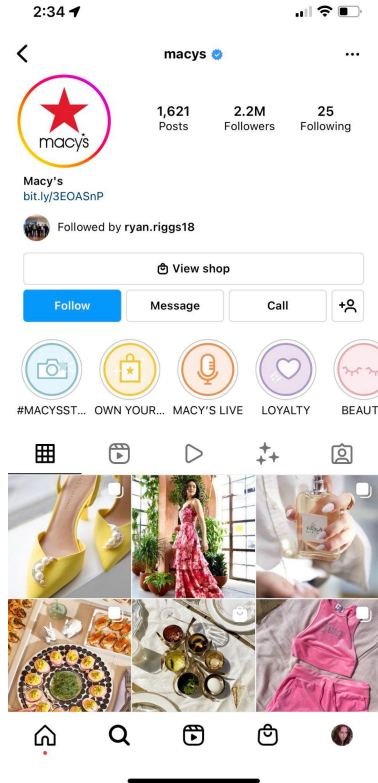 2:34
macys
macy's
1,621
Posts
2.2M
Followers
25
Following
Macy's
bit.ly/3EOASnP
Followed by ryan.riggs18
View shop
Follow
Message
Call
#MACYSST...
OWN YOUR...
MACY'S LIVE
LOYALTY
BEAUT